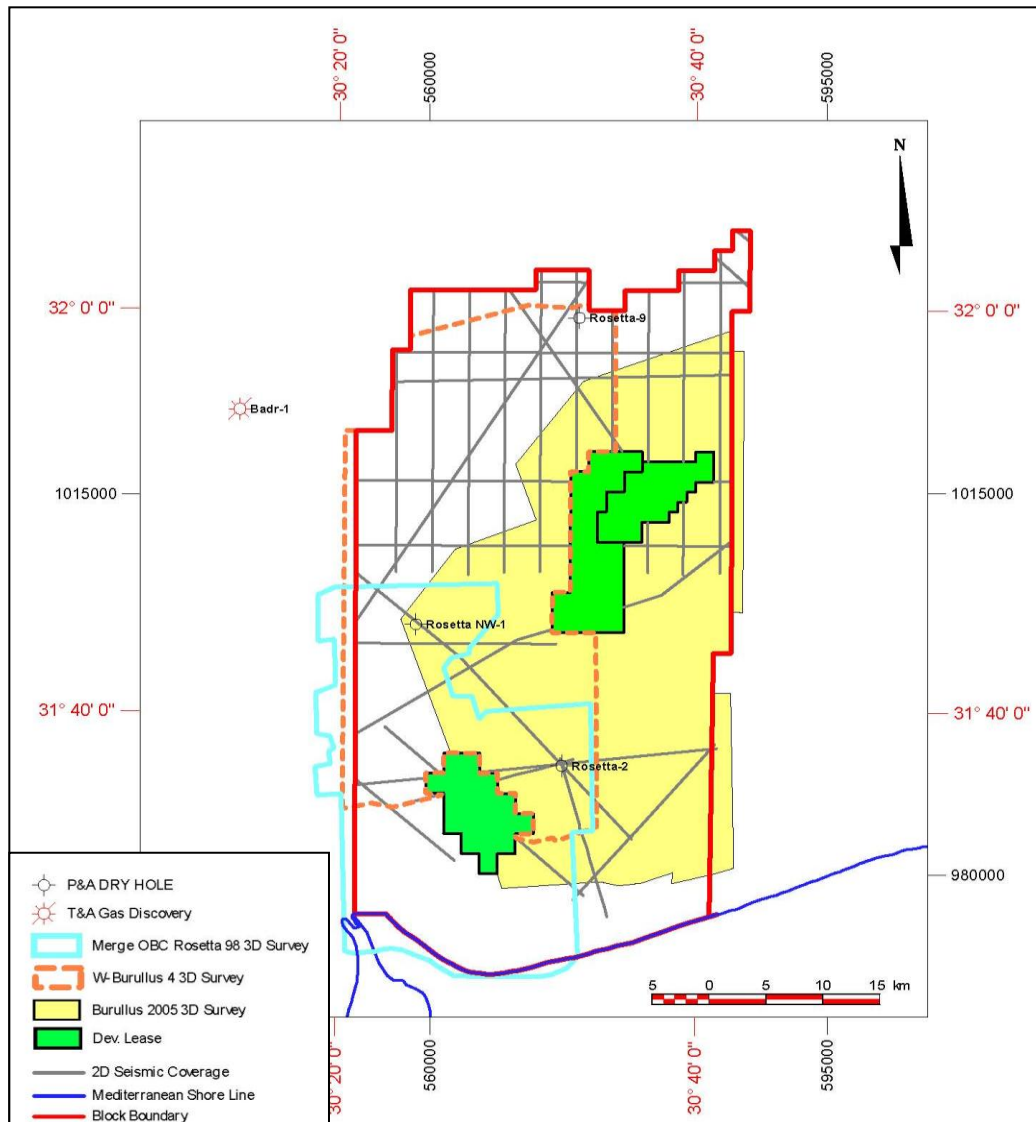 30° 20' 0"
560000
30° 40' 0"
595000
N
32° 0' 0"
Rosetta-9
32° 0' 0"
Badr-1
1015000
1015000
Rosetta NW-1
31° 40' 0"
31° 40' 0"
Rosetta-2
980000
P&A DRY HOLE
T&A Gas Discovery
Merge OBC Rosetta 98 3D Survey
W-Burullus 4 3D Survey
Burullus 2005 3D Survey
Dev. Lease
2D Seismic Coverage
Mediterranean Shore Line
Block Boundary
5 0 5 10 15 km
30° 20' 0"
560000
30° 40' 0"
595000